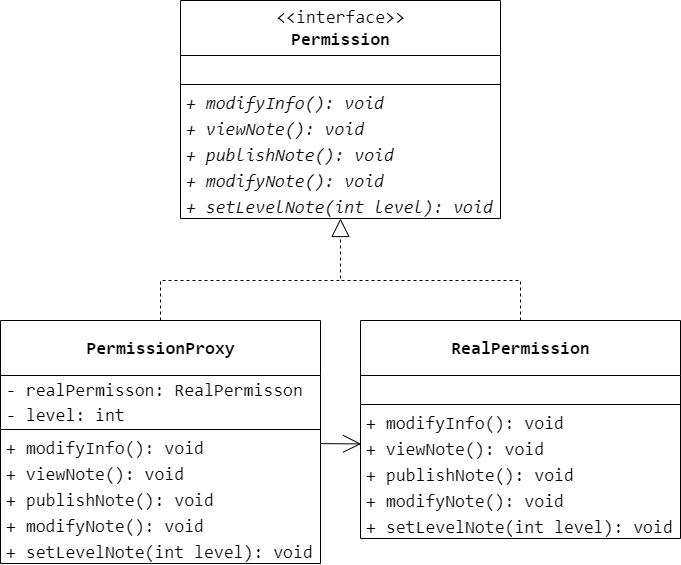 <<interface>>
Permission
+ modifyInfo(): void
+ viewNote(): void
+ publishNote(): void
+ modifyNote(): void
+ setLevelNote(int level): void
PermissionProxy
- realPermisson: RealPermisson
- level: int
+ modifyInfo(): void
+ viewNote(): void
+ publishNote(): void
+ modifyNote(): void
+ setLevelNote(int level): void
RealPermission
+ modifyInfo(): void
+ viewNote(): void
+ publishNote(): void
+ modifyNote(): void
+ setLevelNote(int level): void